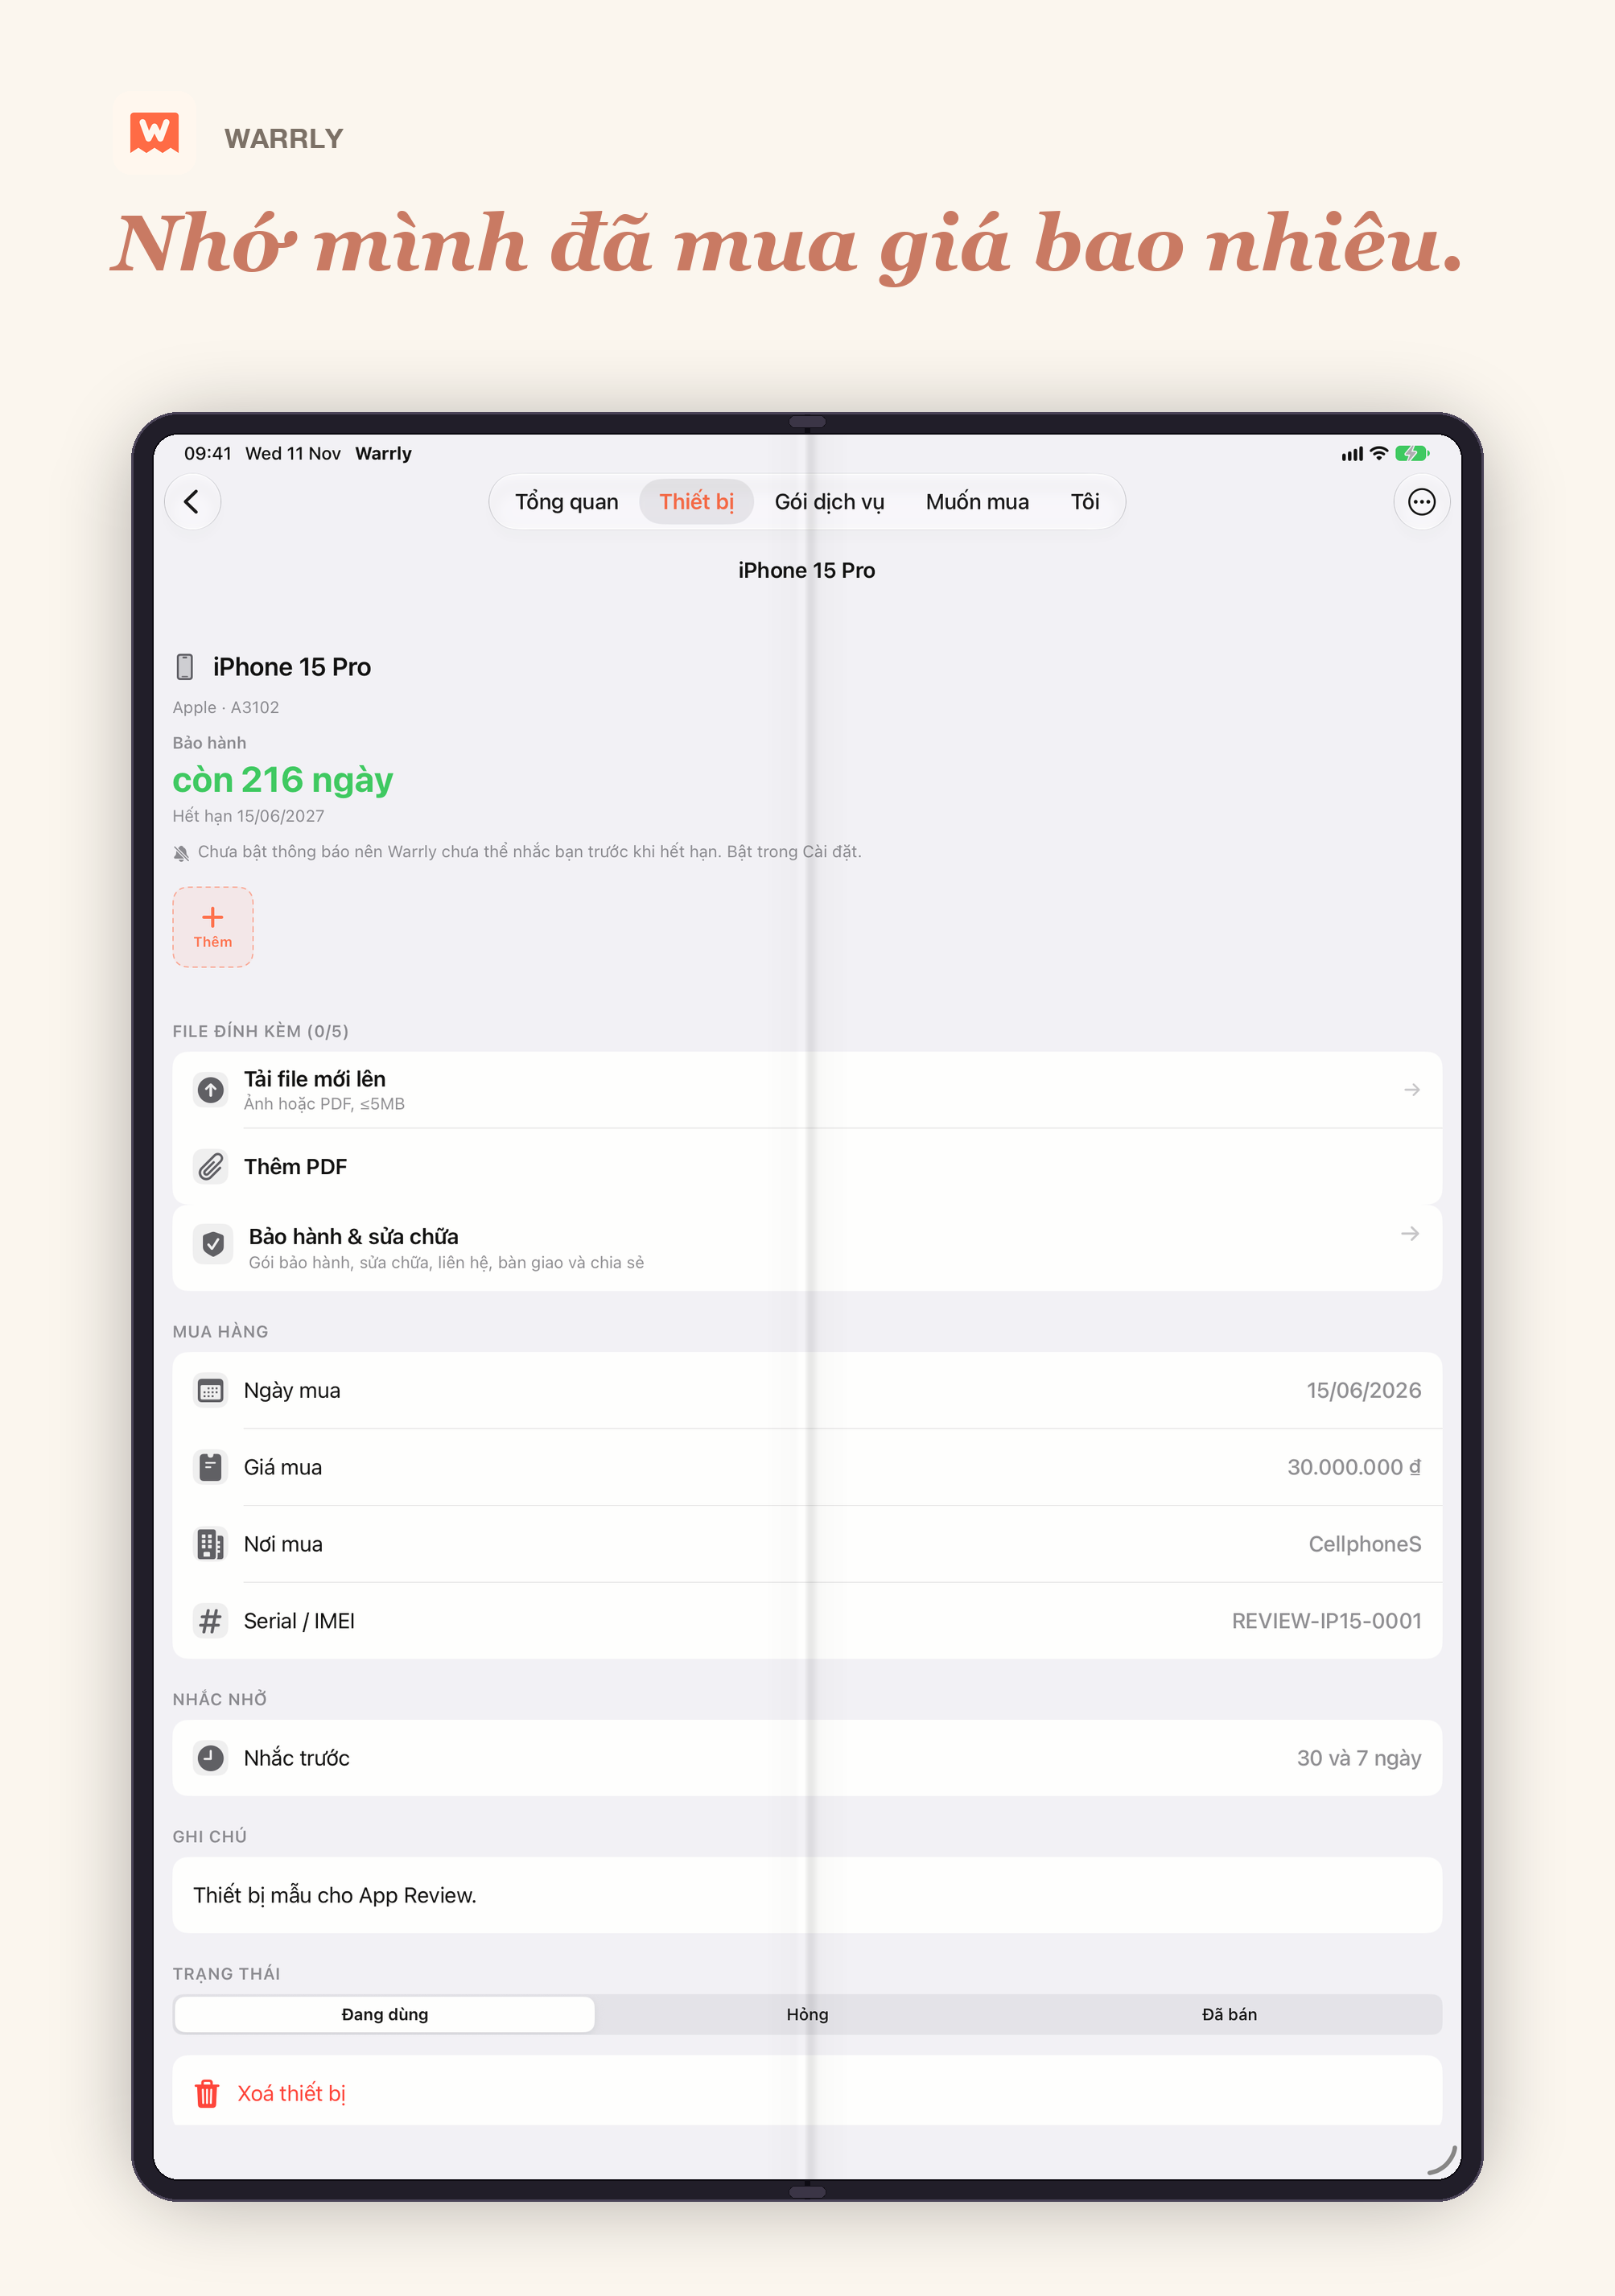 WARRLY
Nhớ mình đã mua giá bao nhiêu.
09:41 Wed 11 Nov Warrly
Tổng quan Thiết bị Gói dịch vụ Muốn mua Tôi
iPhone 15 Pro
iPhone 15 Pro
Apple · A3102
Bảo hành
còn 216 ngày
Hết hạn 15/06/2027
Chưa bật thông báo nên Warrly chưa thể nhắc bạn trước khi hết hạn. Bật trong Cài đặt.
Thêm
FILE ĐÍNH KÈM (0/5)
Tải file mới lên
Ảnh hoặc PDF, ≤5MB
Thêm PDF
Bảo hành & sửa chữa
Gói bảo hành, sửa chữa, liên hệ, bàn giao và chia sẻ
MUA HÀNG
Ngày mua 15/06/2026
Giá mua 30.000.000 ₫
Nơi mua CellphoneS
Serial / IMEI REVIEW-IP15-0001
NHẮC NHỞ
Nhắc trước 30 và 7 ngày
GHI CHÚ
Thiết bị mẫu cho App Review.
TRẠNG THÁI
Đang dùng Hỏng Đã bán
Xoá thiết bị